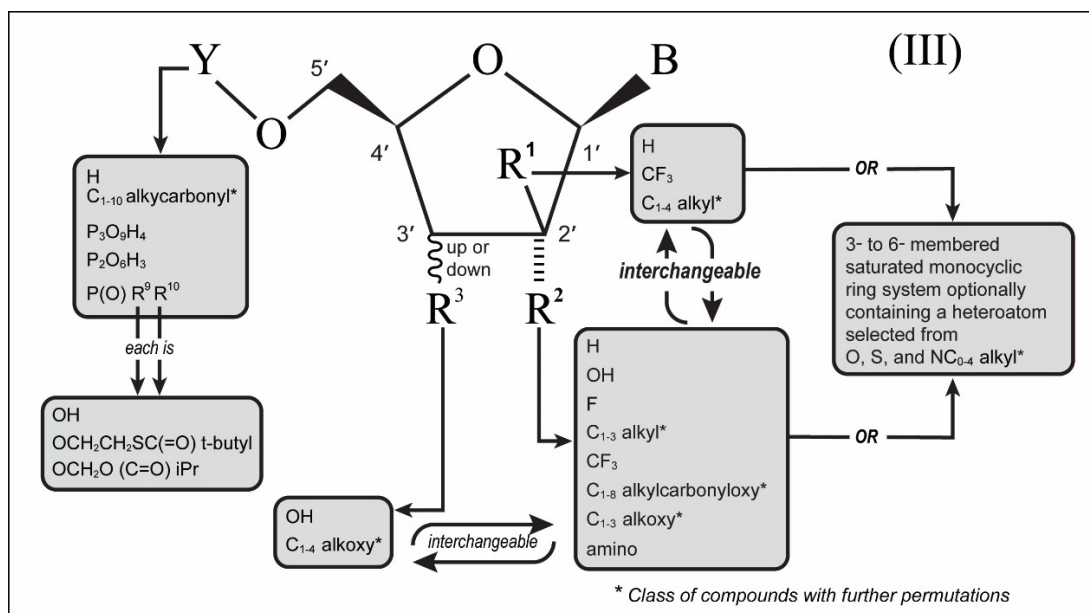 (III)
Y
O
5′
O
B
4′
1′
R¹
3′
2′
up or
down
R³
R²
H
C₁₋₁₀ alkycarbonyl*
P₃O₉H₄
P₂O₆H₃
P(O) R⁹ R¹⁰
each is
OH
OCH₂CH₂SC(=O) t-butyl
OCH₂O (C=O) iPr
H
CF₃
C₁₋₄ alkyl*
OR
interchangeable
3- to 6- membered
saturated monocyclic
ring system optionally
containing a heteroatom
selected from
O, S, and NC₀₋₄ alkyl*
H
OH
F
C₁₋₃ alkyl*
CF₃
C₁₋₈ alkylcarbonyloxy*
C₁₋₃ alkoxy*
amino
OR
OH
C₁₋₄ alkoxy*
interchangeable
* Class of compounds with further permutations